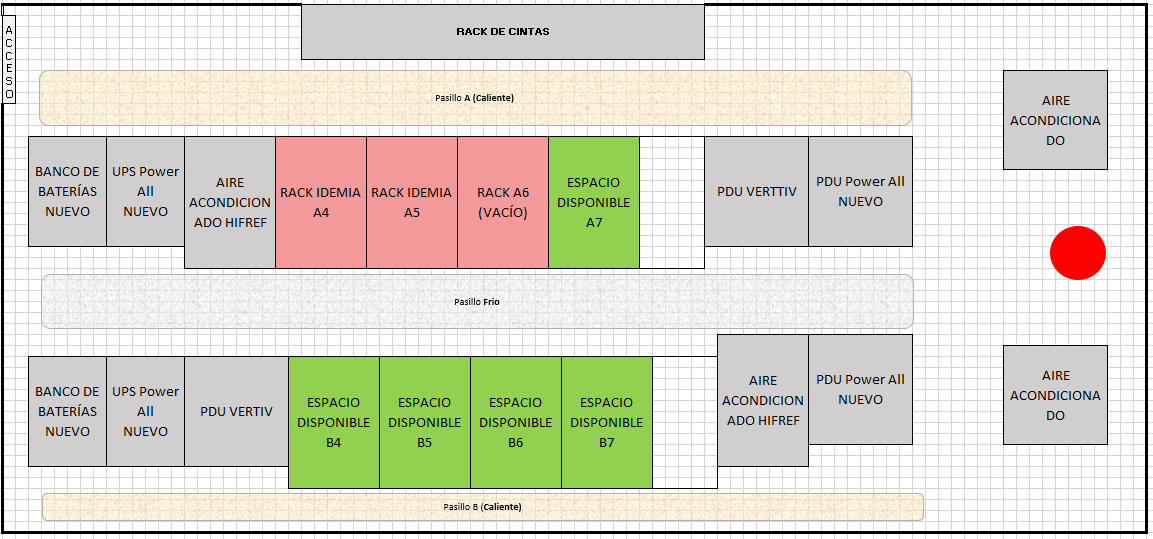 A
C
C
E
S
O
RACK DE CINTAS
Pasillo A (Caliente)
AIRE
ACONDICIONA
DO
BANCO DE
BATERÍAS
NUEVO
UPS Power
All
NUEVO
AIRE
ACONDICION
ADO HIFREF
RACK IDEMIA
A4
RACK IDEMIA
A5
RACK A6
(VACÍO)
ESPACIO
DISPONIBLE
A7
PDU VERTTIV
PDU Power All
NUEVO
Pasillo Frio
BANCO DE
BATERÍAS
NUEVO
UPS Power
All
NUEVO
PDU VERTIV
ESPACIO
DISPONIBLE
B4
ESPACIO
DISPONIBLE
B5
ESPACIO
DISPONIBLE
B6
ESPACIO
DISPONIBLE
B7
AIRE
ACONDICION
ADO HIFREF
PDU Power All
NUEVO
AIRE
ACONDICIONA
DO
Pasillo B (Caliente)